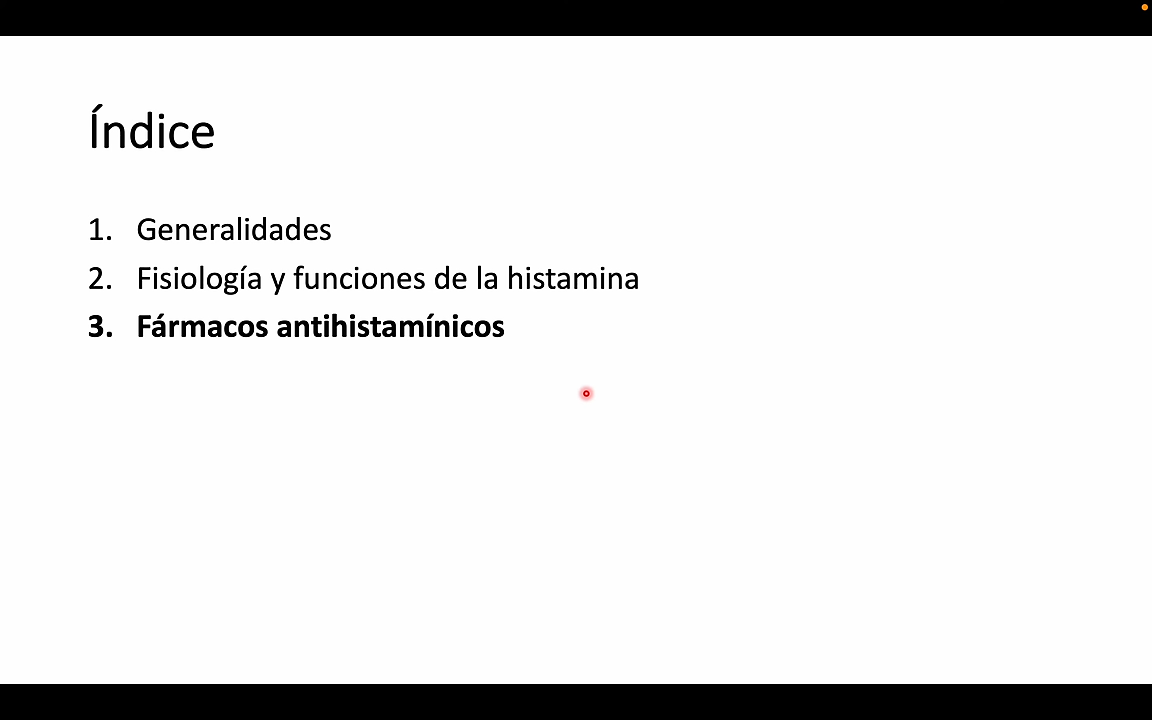 Índice
1. Generalidades
2. Fisiología y funciones de la histamina
3. Fármacos antihistamínicos